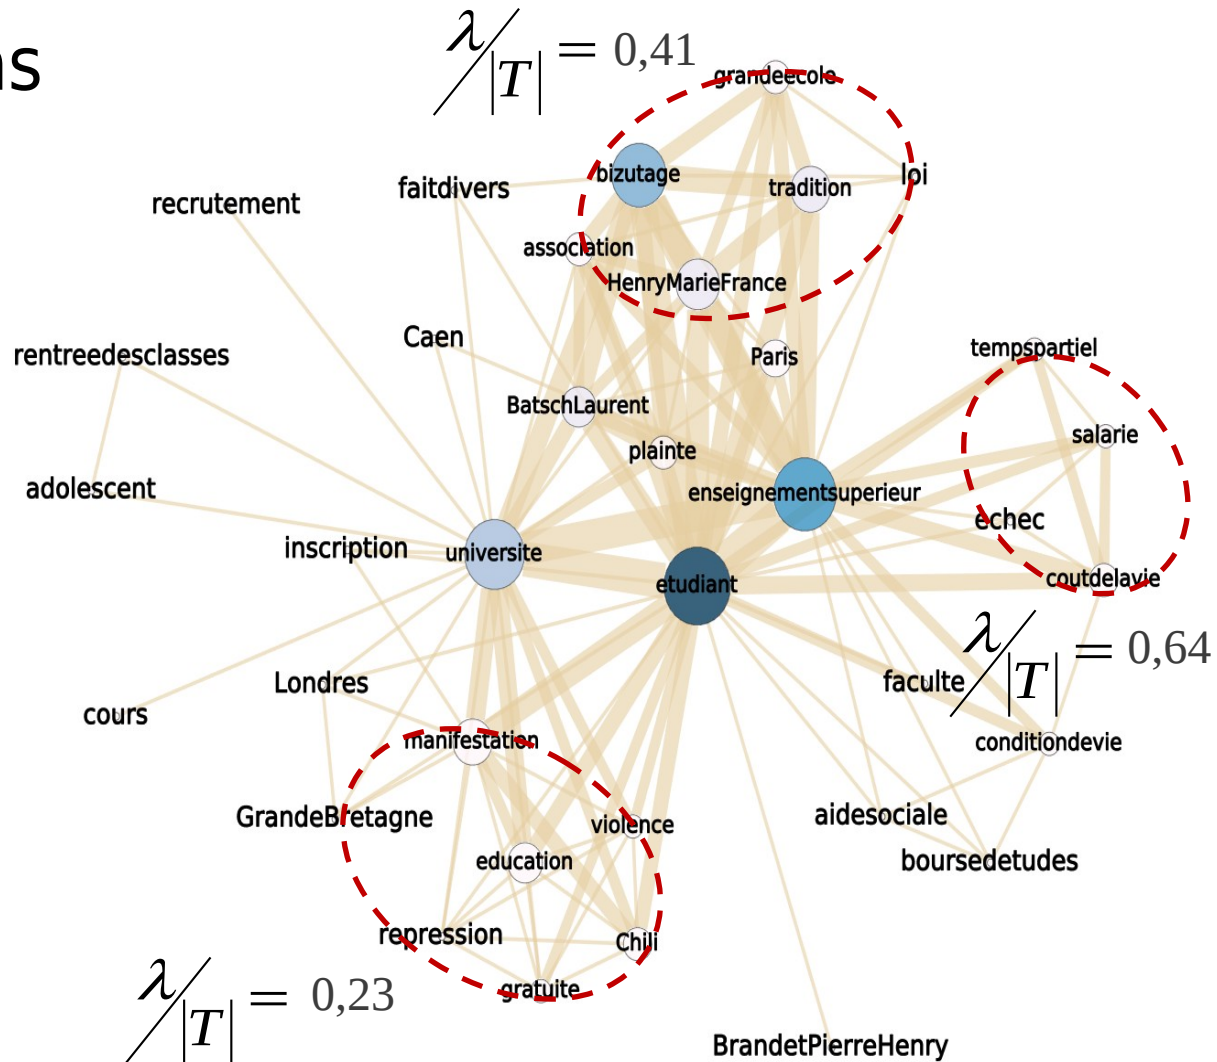 ns
λ/|T| = 0,41
grandeecole
bizutage
tradition
loi
faitdivers
recrutement
association
HenryMarieFrance
Caen
Paris
tempspartiel
rentreedesclasses
BatschLaurent
salarie
plainte
adolescent
enseignementsuperieur
echec
inscription
universite
etudiant
coutdelavie
λ/|T| = 0,64
Londres
faculte
cours
manifestation
conditiondevie
GrandeBretagne
violence
aidesociale
education
boursedetudes
repression
Chili
gratuite
λ/|T| = 0,23
BrandetPierreHenry